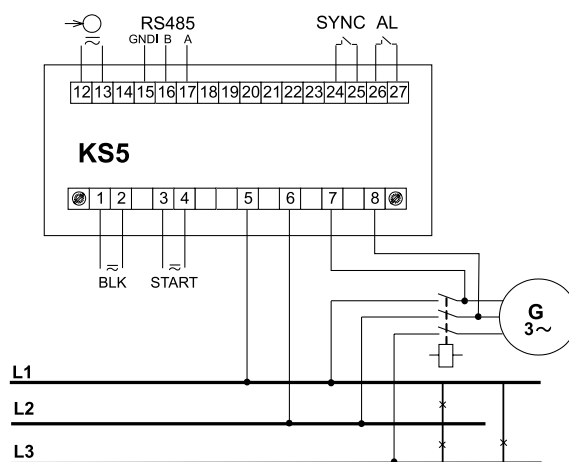 RS485 SYNC AL
GNDI B A
12 13 14 15 16 17 18 19 20 21 22 23 24 25 26 27
KS5
1 2 3 4 5 6 7 8
BLK START
G
3~
L1
L2
L3